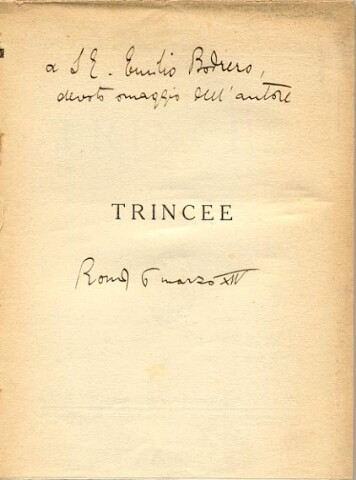 a S. E. Emilio Bodrero,
devoto omaggio dell'autore
TRINCEE
Roma 6 marzo XIV